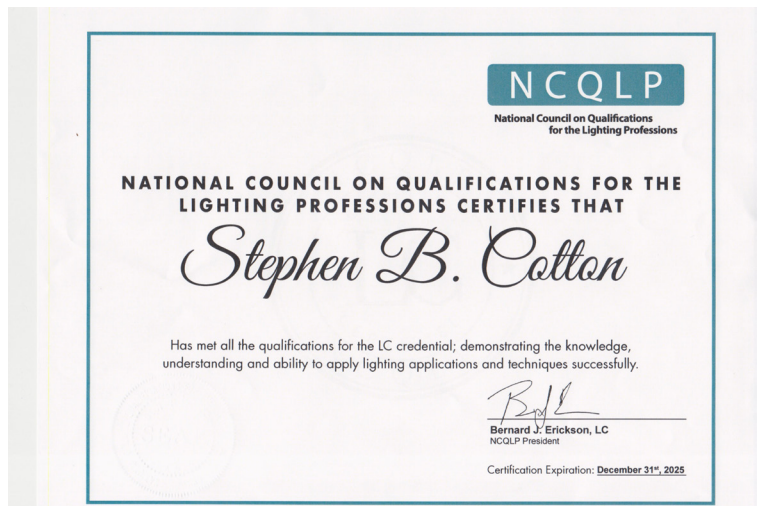 NCQLP
National Council on Qualifications
for the Lighting Professions
NATIONAL COUNCIL ON QUALIFICATIONS FOR THE
LIGHTING PROFESSIONS CERTIFIES THAT
Stephen B. Cotton
Has met all the qualifications for the LC credential; demonstrating the knowledge,
understanding and ability to apply lighting applications and techniques successfully.
Bernard J. Erickson, LC
NCQLP President
Certification Expiration: December 31st, 2025